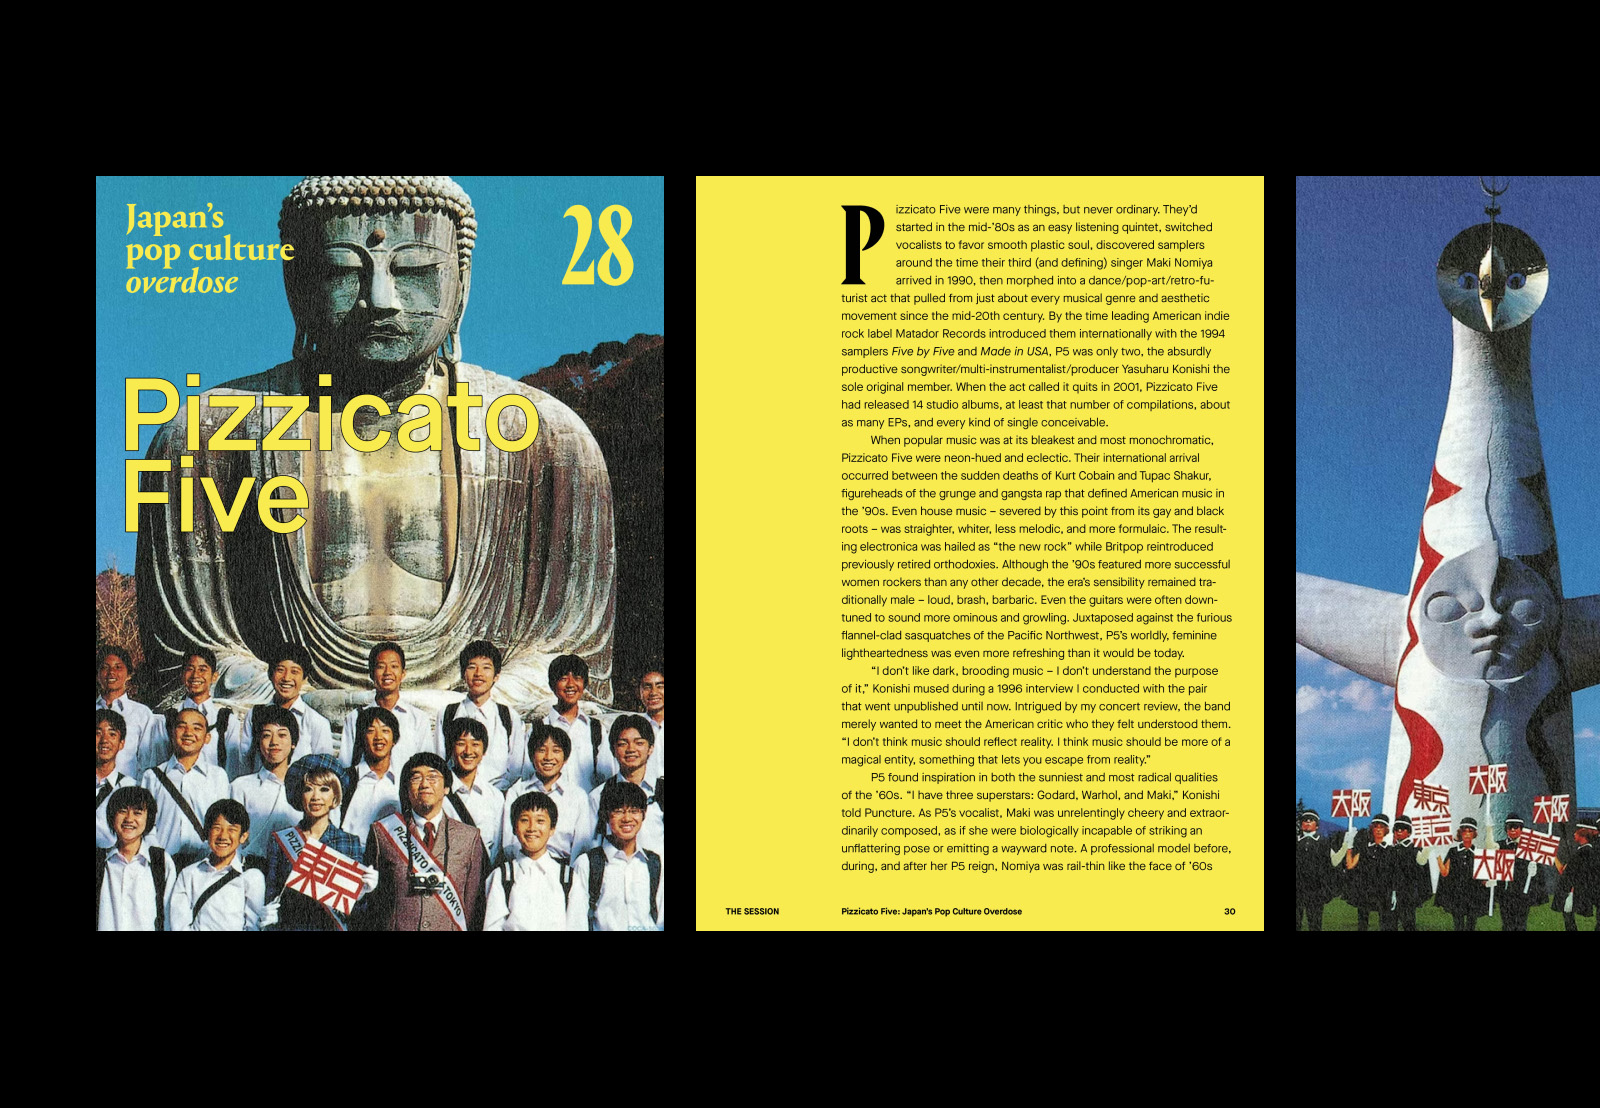 Japan's
pop culture
overdose
28
Pizzicato
Five
東京
PIZZICATO F
TOKYO
Pizzicato Five were many things, but never ordinary. They'd
started in the mid-'80s as an easy listening quintet, switched
vocalists to favor smooth plastic soul, discovered samplers
around the time their third (and defining) singer Maki Nomiya
arrived in 1990, then morphed into a dance/pop-art/retro-fu-
turist act that pulled from just about every musical genre and aesthetic
movement since the mid-20th century. By the time leading American indie
rock label Matador Records introduced them internationally with the 1994
samplers Five by Five and Made in USA, P5 was only two, the absurdly
productive songwriter/multi-instrumentalist/producer Yasuharu Konishi the
sole original member. When the act called it quits in 2001, Pizzicato Five
had released 14 studio albums, at least that number of compilations, about
as many EPs, and every kind of single conceivable.
When popular music was at its bleakest and most monochromatic,
Pizzicato Five were neon-hued and eclectic. Their international arrival
occurred between the sudden deaths of Kurt Cobain and Tupac Shakur,
figureheads of the grunge and gangsta rap that defined American music in
the '90s. Even house music – severed by this point from its gay and black
roots – was straighter, whiter, less melodic, and more formulaic. The result-
ing electronica was hailed as “the new rock” while Britpop reintroduced
previously retired orthodoxies. Although the '90s featured more successful
women rockers than any other decade, the era's sensibility remained tra-
ditionally male – loud, brash, barbaric. Even the guitars were often down-
tuned to sound more ominous and growling. Juxtaposed against the furious
flannel-clad sasquatches of the Pacific Northwest, P5's worldly, feminine
lightheartedness was even more refreshing than it would be today.
“I don't like dark, brooding music – I don't understand the purpose
of it,” Konishi mused during a 1996 interview I conducted with the pair
that went unpublished until now. Intrigued by my concert review, the band
merely wanted to meet the American critic who they felt understood them.
“I don't think music should reflect reality. I think music should be more of a
magical entity, something that lets you escape from reality.”
P5 found inspiration in both the sunniest and most radical qualities
of the '60s. “I have three superstars: Godard, Warhol, and Maki,” Konishi
told Puncture. As P5's vocalist, Maki was unrelentingly cheery and extraor-
dinarily composed, as if she were biologically incapable of striking an
unflattering pose or emitting a wayward note. A professional model before,
during, and after her P5 reign, Nomiya was rail-thin like the face of '60s
THE SESSION
Pizzicato Five: Japan's Pop Culture Overdose
30
大阪
東京
大阪
大阪
東京
東京
大阪